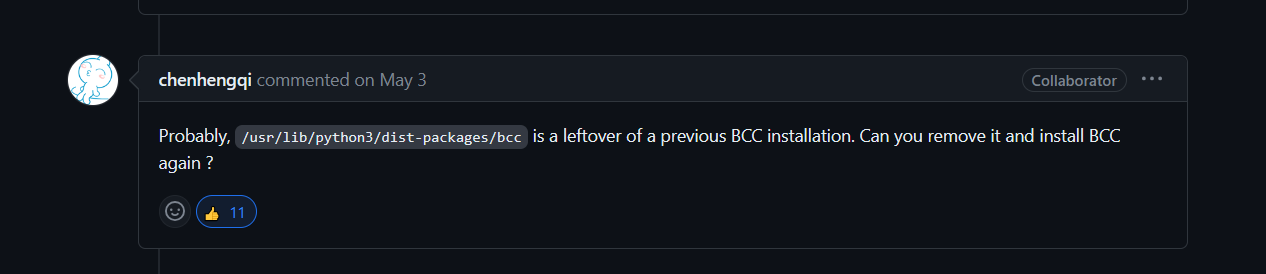 chenhengqi commented on May 3
Collaborator
Probably, /usr/lib/python3/dist-packages/bcc is a leftover of a previous BCC installation. Can you remove it and install BCC
again ?
11